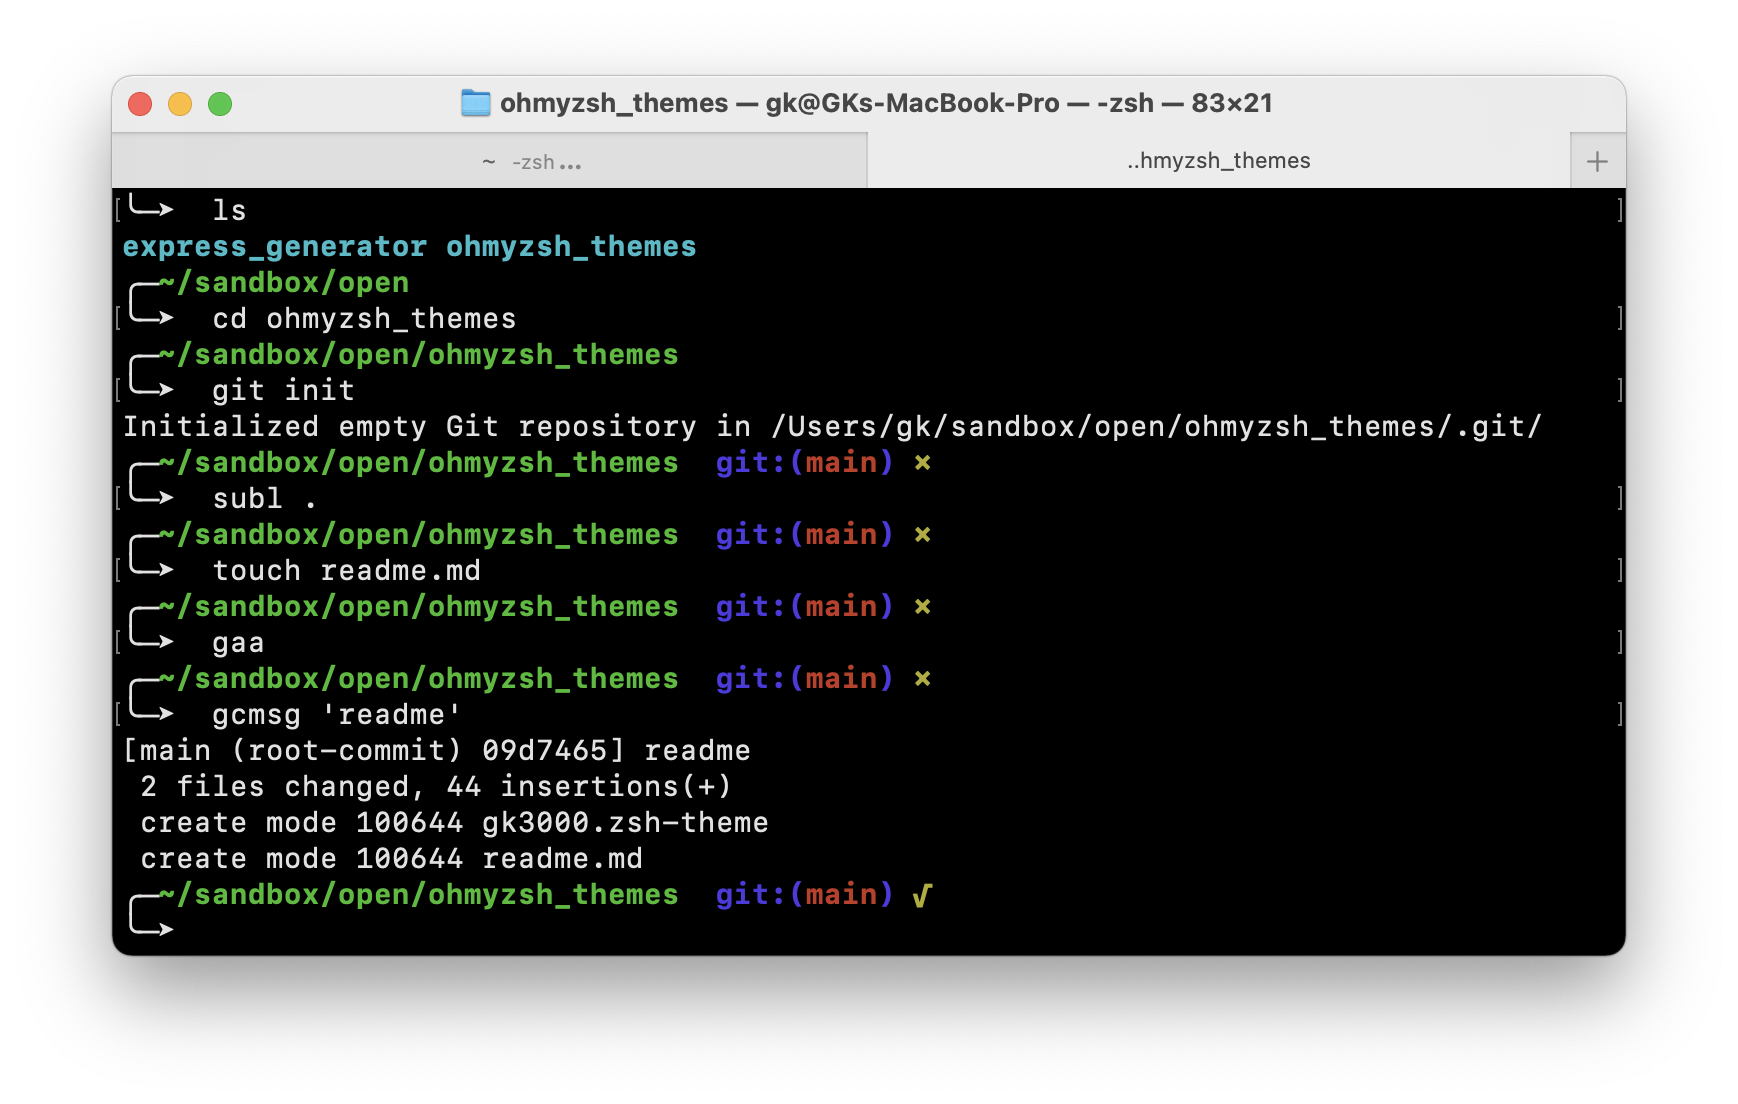 ohmyzsh_themes — gk@GKs-MacBook-Pro — -zsh — 83×21
~ -zsh...
..hmyzsh_themes
+
[╰─➤  ls ]
express_generator ohmyzsh_themes
╭─~/sandbox/open
[╰─➤  cd ohmyzsh_themes ]
╭─~/sandbox/open/ohmyzsh_themes
[╰─➤  git init ]
Initialized empty Git repository in /Users/gk/sandbox/open/ohmyzsh_themes/.git/
╭─~/sandbox/open/ohmyzsh_themes  git:(main) ×
[╰─➤  subl . ]
╭─~/sandbox/open/ohmyzsh_themes  git:(main) ×
[╰─➤  touch readme.md ]
╭─~/sandbox/open/ohmyzsh_themes  git:(main) ×
[╰─➤  gaa ]
╭─~/sandbox/open/ohmyzsh_themes  git:(main) ×
[╰─➤  gcmsg 'readme' ]
[main (root-commit) 09d7465] readme
 2 files changed, 44 insertions(+)
 create mode 100644 gk3000.zsh-theme
 create mode 100644 readme.md
╭─~/sandbox/open/ohmyzsh_themes  git:(main) √
╰─➤